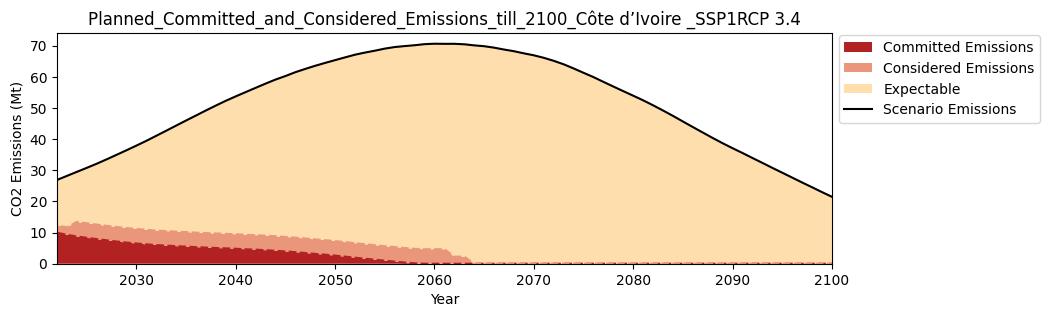 Planned_Committed_and_Considered_Emissions_till_2100_Côte d’Ivoire _SSP1RCP 3.4
CO2 Emissions (Mt)
70
60
50
40
30
20
10
0
2030 2040 2050 2060 2070 2080 2090 2100
Year
Committed Emissions
Considered Emissions
Expectable
Scenario Emissions